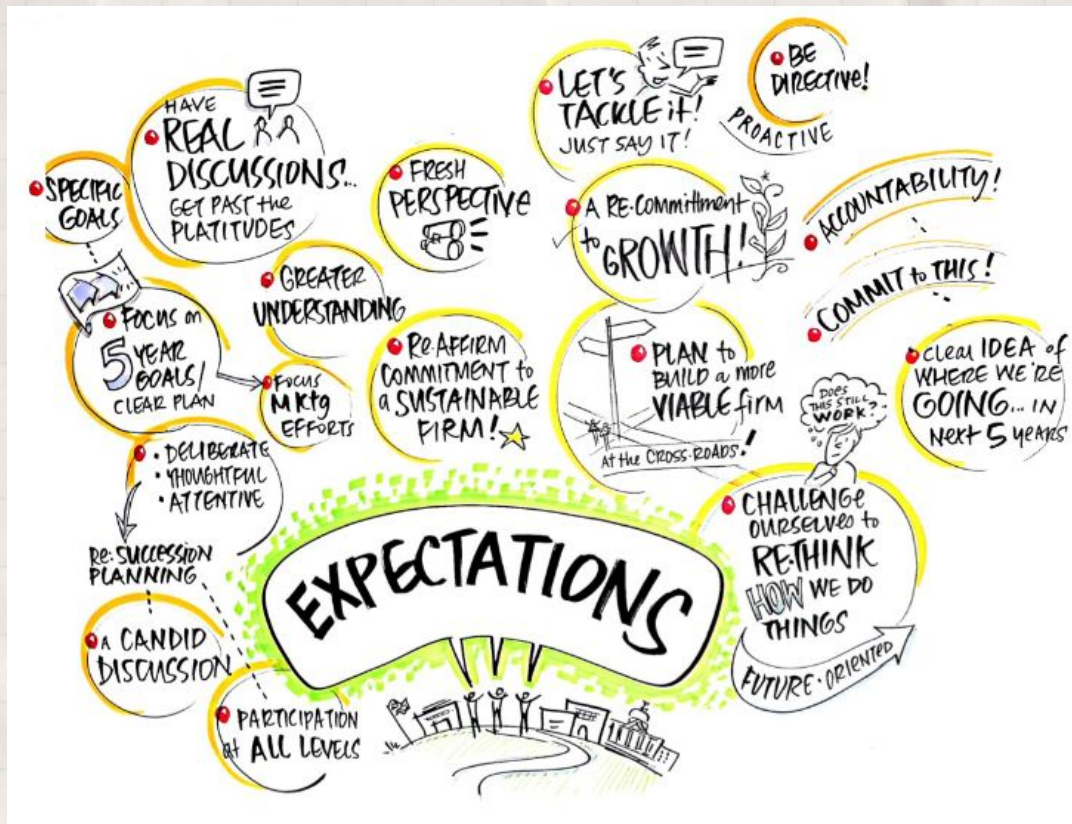 HAVE
REAL
DISCUSSIONS...
GET PAST the
PLATITUDES
SPECIFIC
GOALS
FOCUS on
5 YEAR
GOALS!
CLEAR PLAN
FOCUS
MKtg
EFFORTS
• DELIBERATE
• THOUGHTFUL
• ATTENTIVE
Re: SUCCESSION
PLANNING
A CANDID
DISCUSSION
PARTICIPATION
at ALL LEVELS
GREATER
UNDERSTANDING
FRESH
PERSPECTIVE
Re-AFFIRM
COMMITMENT to
a SUSTAINABLE
FIRM!
LET'S
TACKLE it!
JUST SAY IT!
BE
DIRECTIVE!
PROACTIVE
A RE-Commitment
to
GROWTH!
PLAN to
BUILD a more
VIABLE firm
At the CROSS-ROADS!
ACCOUNTABILITY!
COMMIT to THIS!
Clear IDEA of
WHERE WE'RE
GOING... IN
Next 5 years
DOES
THIS STILL
WORK?
CHALLENGE
OURSELVES to
RE-THINK
HOW WE DO
THINGS
FUTURE-ORIENTED
EXPECTATIONS